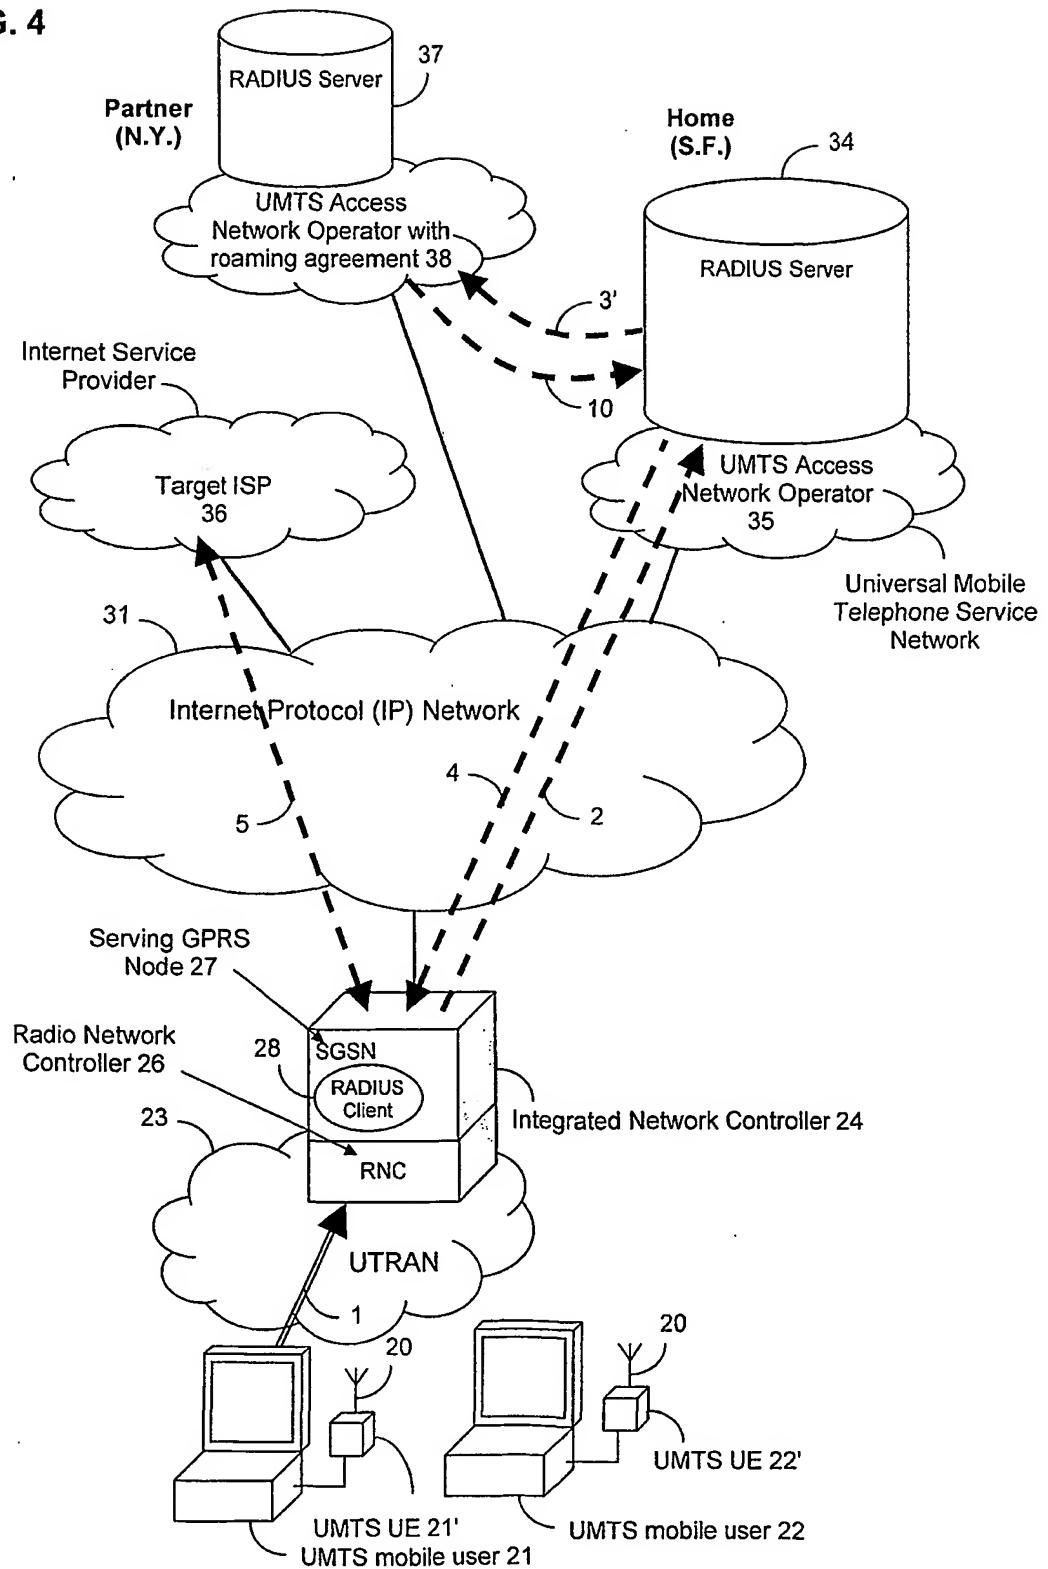 G. 4
RADIUS Server
37
Partner
(N.Y.)
Home
(S.F.)
34
UMTS Access
Network Operator with
roaming agreement 38
RADIUS Server
3'
10
Internet Service
Provider
Target ISP
36
UMTS Access
Network Operator
35
Universal Mobile
Telephone Service
Network
31
Internet Protocol (IP) Network
4
2
5
Serving GPRS
Node 27
Radio Network
Controller 26
28
SGSN
RADIUS
Client
23
Integrated Network Controller 24
RNC
UTRAN
1
20
20
UMTS UE 22'
UMTS UE 21'
UMTS mobile user 22
UMTS mobile user 21